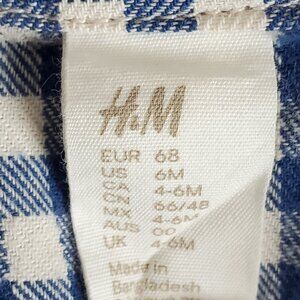 H&M
EUR 68
US 6M
CA 4-6M
CN 66/48
MX 4-6M
AUS 00
UK 4-6M
Made in
Bangladesh